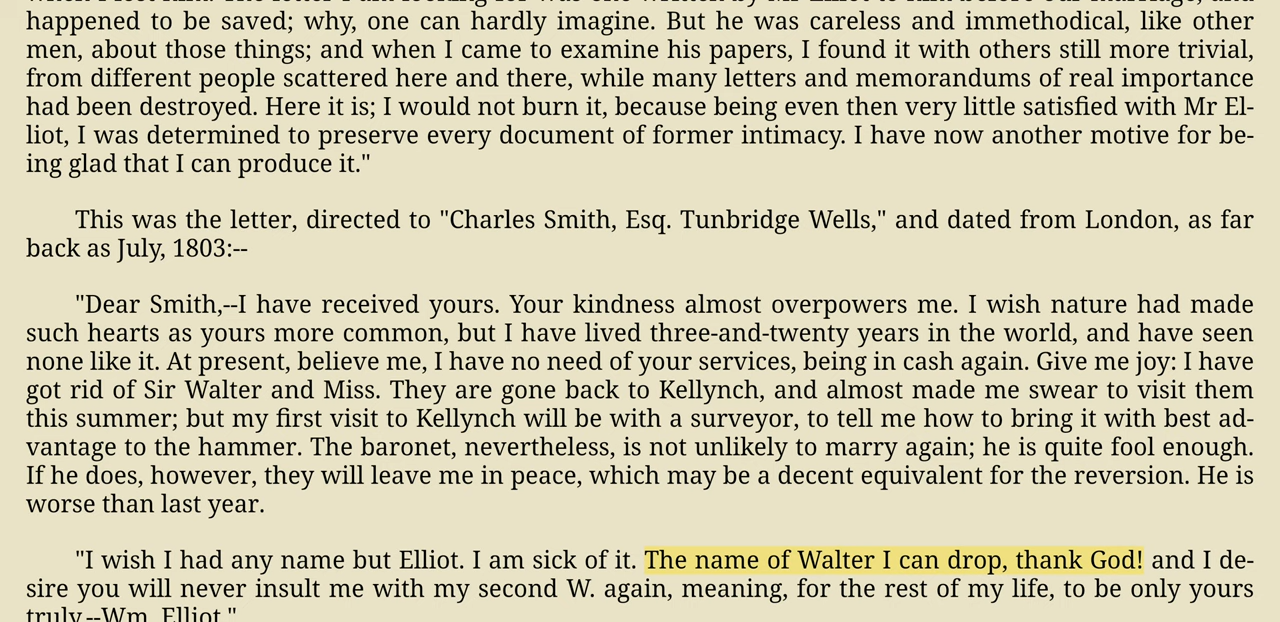 happened to be saved; why, one can hardly imagine. But he was careless and immethodical, like other
men, about those things; and when I came to examine his papers, I found it with others still more trivial,
from different people scattered here and there, while many letters and memorandums of real importance
had been destroyed. Here it is; I would not burn it, because being even then very little satisfied with Mr El-
liot, I was determined to preserve every document of former intimacy. I have now another motive for be-
ing glad that I can produce it."
This was the letter, directed to "Charles Smith, Esq. Tunbridge Wells," and dated from London, as far
back as July, 1803:--
"Dear Smith,--I have received yours. Your kindness almost overpowers me. I wish nature had made
such hearts as yours more common, but I have lived three-and-twenty years in the world, and have seen
none like it. At present, believe me, I have no need of your services, being in cash again. Give me joy: I have
got rid of Sir Walter and Miss. They are gone back to Kellynch, and almost made me swear to visit them
this summer; but my first visit to Kellynch will be with a surveyor, to tell me how to bring it with best ad-
vantage to the hammer. The baronet, nevertheless, is not unlikely to marry again; he is quite fool enough.
If he does, however, they will leave me in peace, which may be a decent equivalent for the reversion. He is
worse than last year.
"I wish I had any name but Elliot. I am sick of it. The name of Walter I can drop, thank God! and I de-
sire you will never insult me with my second W. again, meaning, for the rest of my life, to be only yours
truly,--Wm. Elliot."